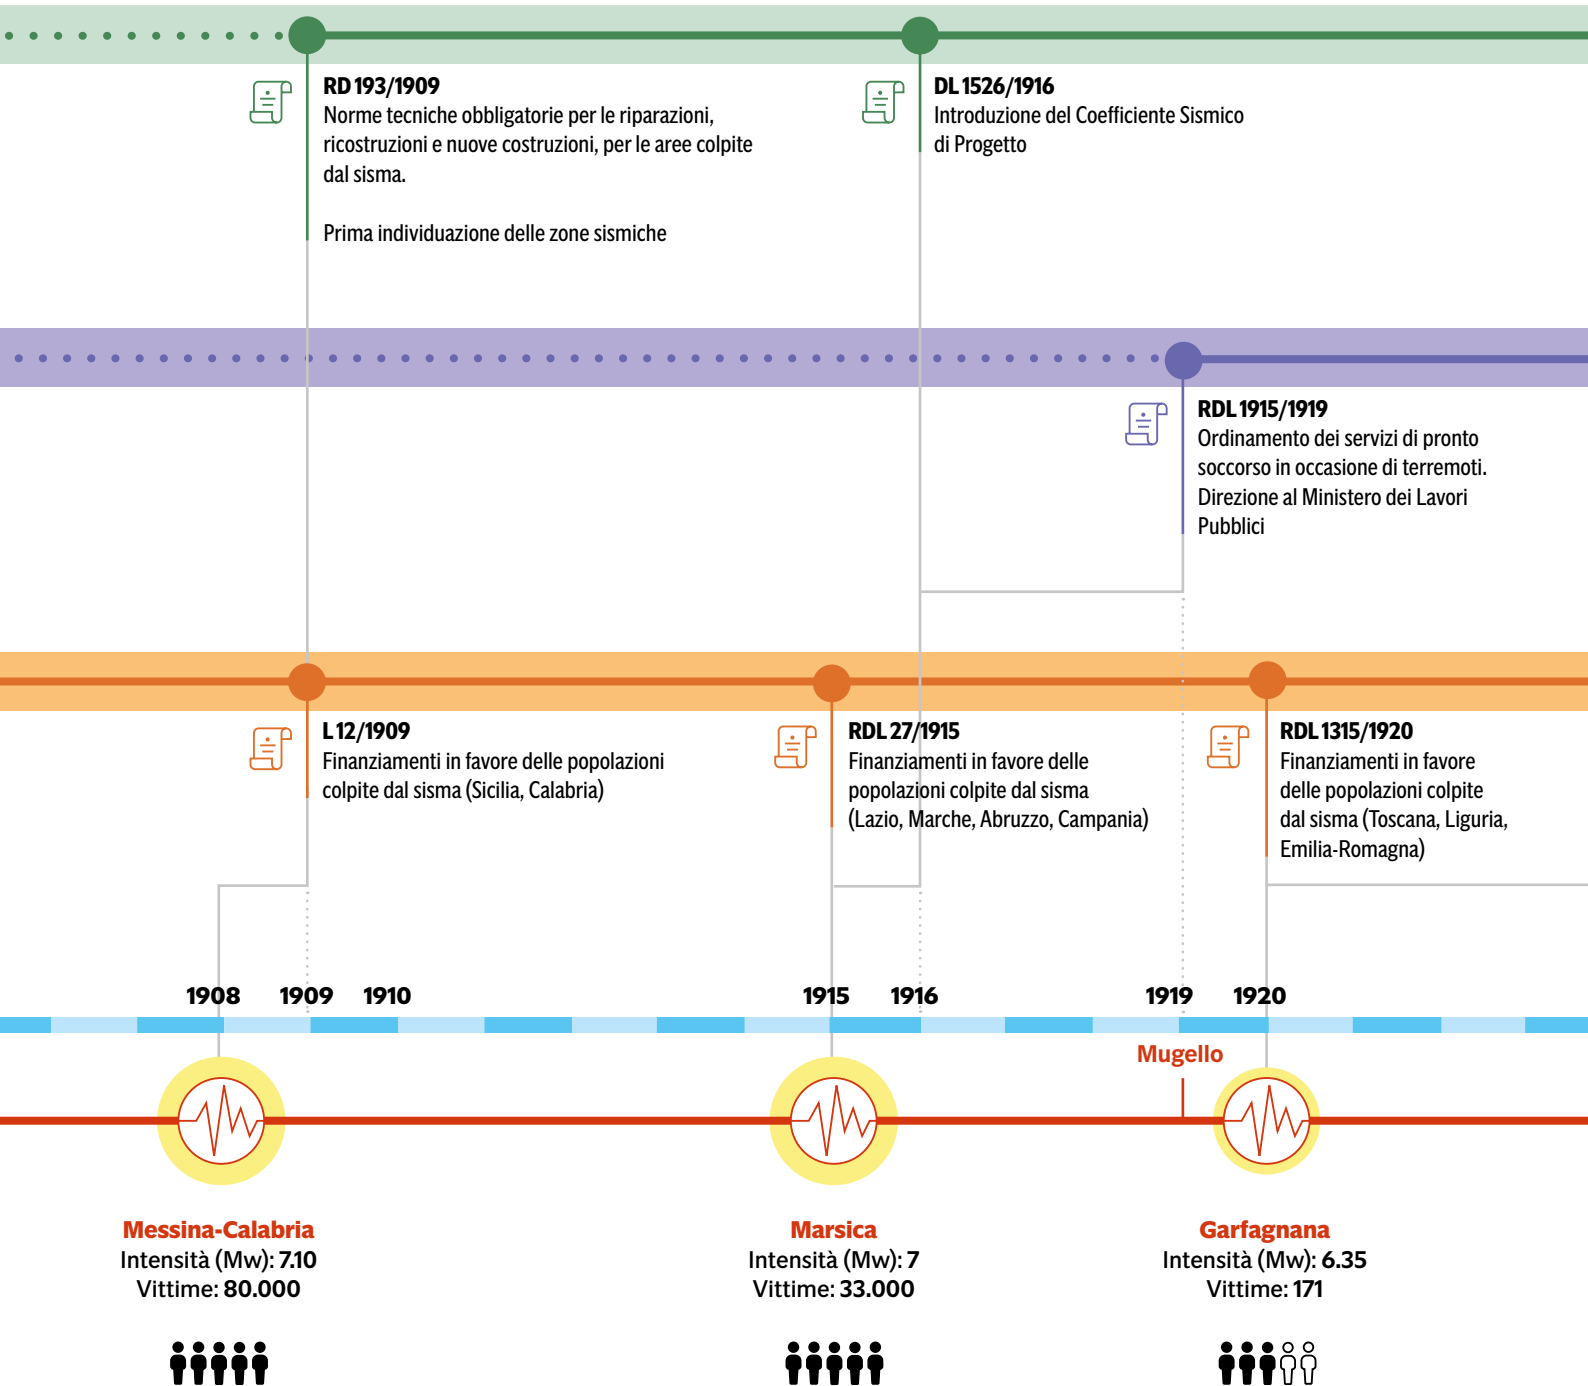 RD 193/1909
Norme tecniche obbligatorie per le riparazioni,
ricostruzioni e nuove costruzioni, per le aree colpite
dal sisma.
Prima individuazione delle zone sismiche
DL 1526/1916
Introduzione del Coefficiente Sismico
di Progetto
RDL 1915/1919
Ordinamento dei servizi di pronto
soccorso in occasione di terremoti.
Direzione al Ministero dei Lavori
Pubblici
L 12/1909
Finanziamenti in favore delle popolazioni
colpite dal sisma (Sicilia, Calabria)
RDL 27/1915
Finanziamenti in favore delle
popolazioni colpite dal sisma
(Lazio, Marche, Abruzzo, Campania)
RDL 1315/1920
Finanziamenti in favore
delle popolazioni colpite
dal sisma (Toscana, Liguria,
Emilia-Romagna)
1908 1909 1910 1915 1916 1919 1920
Mugello
Messina-Calabria
Intensità (Mw): 7.10
Vittime: 80.000
Marsica
Intensità (Mw): 7
Vittime: 33.000
Garfagnana
Intensità (Mw): 6.35
Vittime: 171